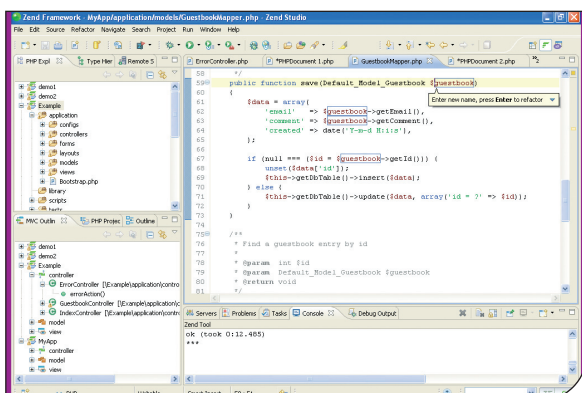 Zend Framework - MyApp/application/models/GuestbookMapper.php - Zend Studio
File Edit Source Refactor Navigate Search Project Run Window Help
PHP Expl Type Hier Remote S
ErrorController.php *PHPDocument 1.php GuestbookMapper.php *PHPDocument 2.php
demo1
demo2
Example
application
configs
controllers
forms
layouts
models
views
Bootstrap.php
library
scripts
tests
58 */
59 public function save(Default_Model_Guestbook $guestbook)
60 {
Enter new name, press Enter to refactor
61 $data = array(
62 'email' => $guestbook->getEmail(),
63 'comment' => $guestbook->getComment(),
64 'created' => date('Y-m-d H:i:s'),
65 );
66
67 if (null === ($id = $guestbook->getId())) {
68 unset($data['id']);
69 $this->getDbTable()->insert($data);
70 } else {
71 $this->getDbTable()->update($data, array('id = ?' => $id));
72 }
73 }
74
75 /**
76 * Find a guestbook entry by id
77 *
78 * @param int $id
79 * @param Default_Model_Guestbook $guestbook
80 * @return void
81 */
MVC Outlin PHP Projec Outline
demo1
demo2
Example
controller
ErrorController [\Example\application\contro
errorAction()
GuestbookController [\Example\application\
IndexController [\Example\application\contro
model
view
MyApp
controller
model
view
Servers Problems Tasks Console Debug Output
Zend Tool
ok (took 0:12.485)
***